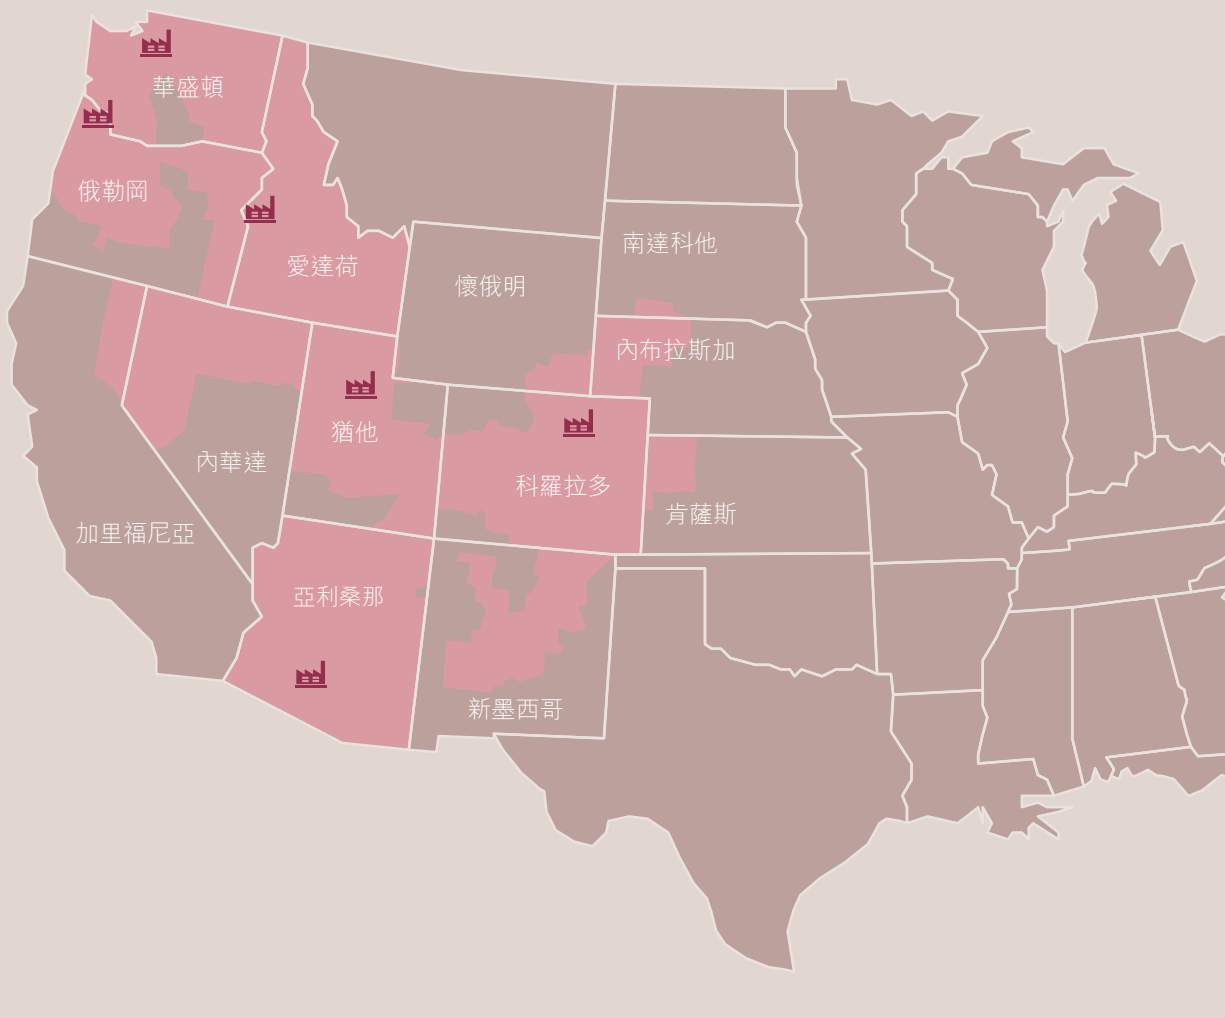 華盛頓
俄勒岡
愛達荷
懷俄明
南達科他
內布拉斯加
猶他
內華達
科羅拉多
肯薩斯
加里福尼亞
亞利桑那
新墨西哥